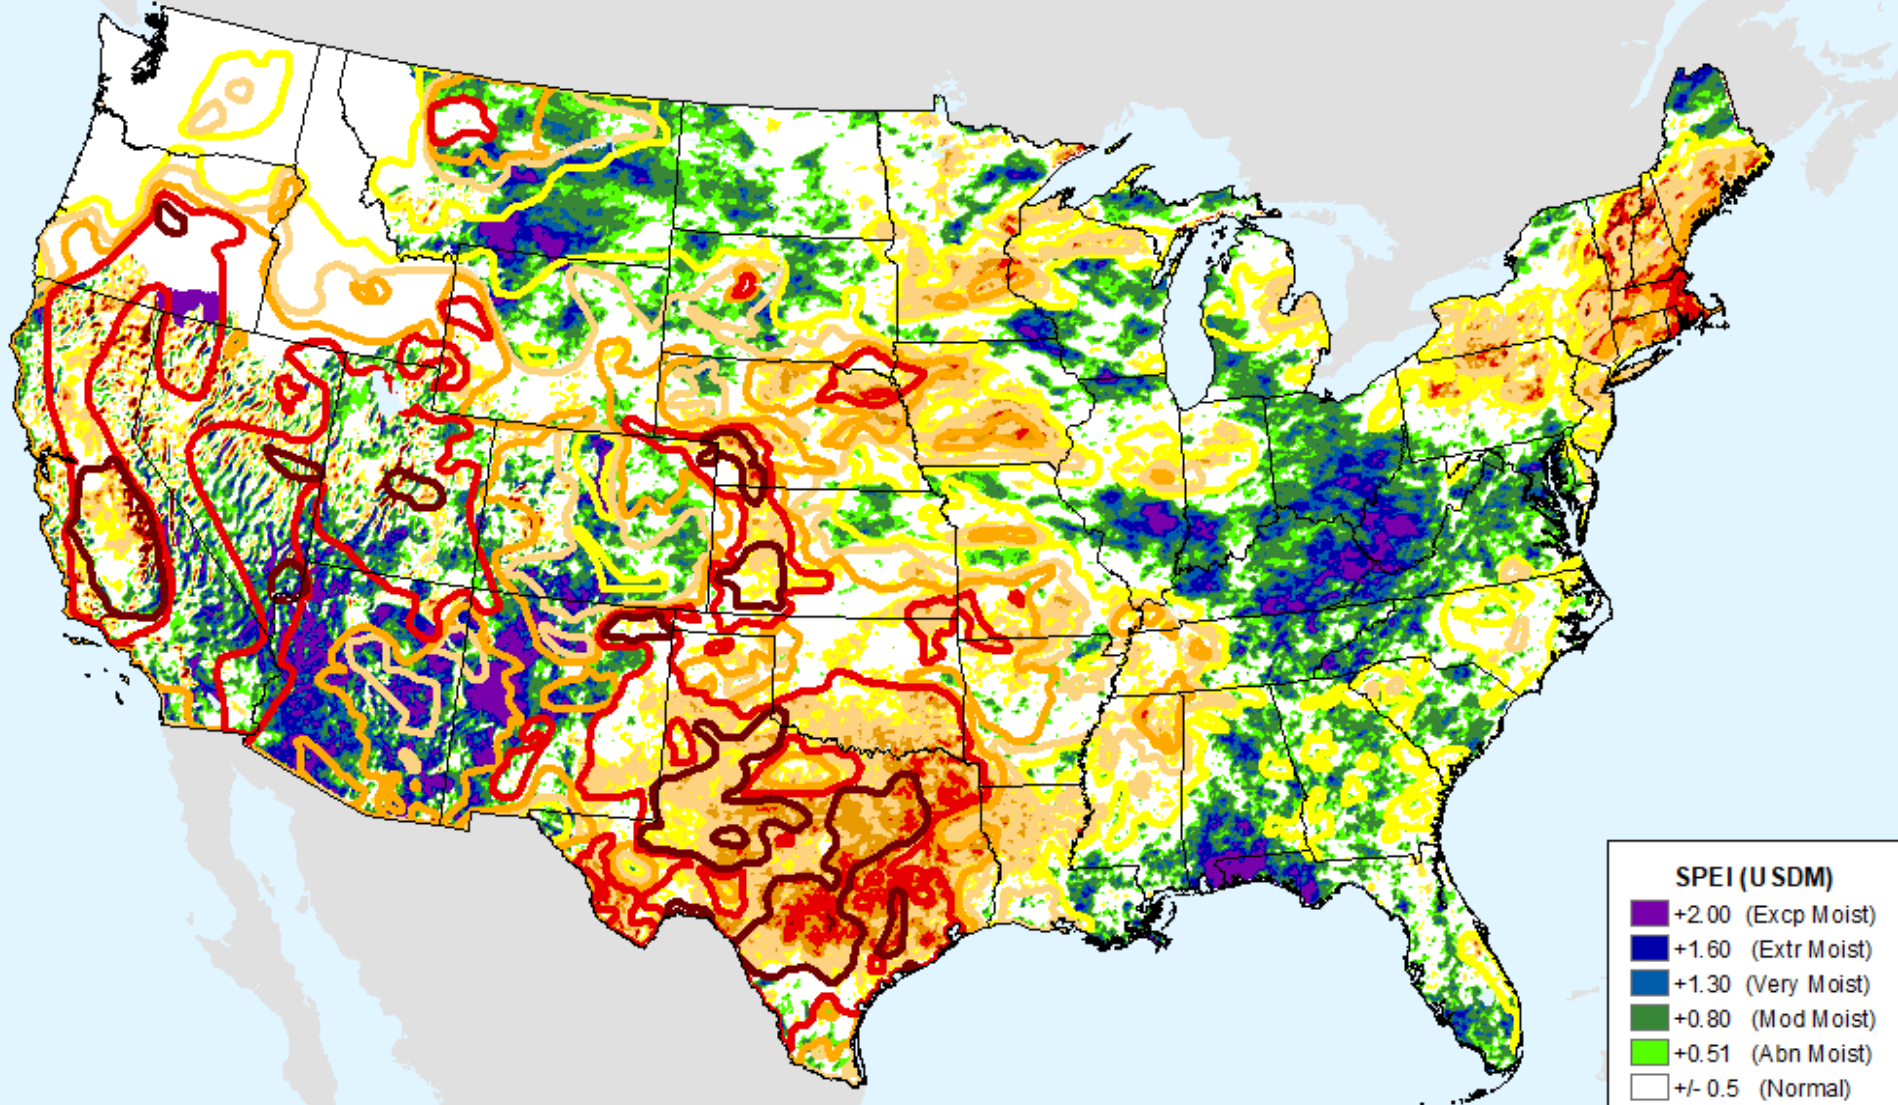 SPEI (USDM)
+2.00 (Excp Moist)
+1.60 (Extr Moist)
+1.30 (Very Moist)
+0.80 (Mod Moist)
+0.51 (Abn Moist)
+/- 0.5 (Normal)